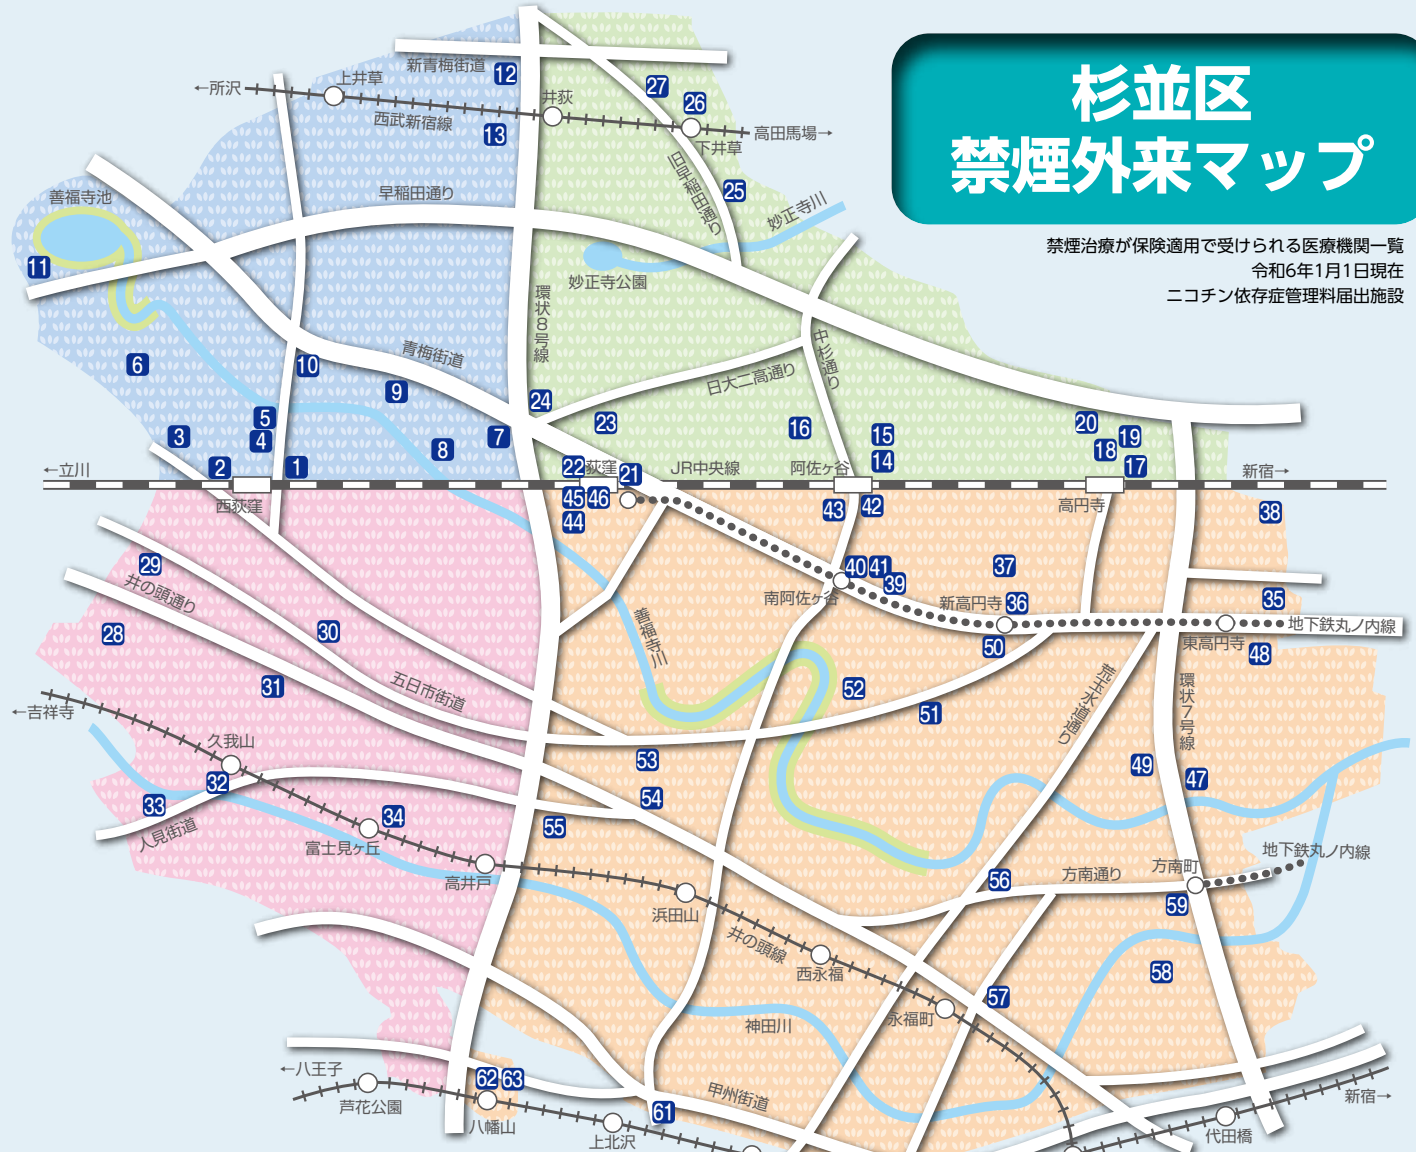 杉並区
禁煙外来マップ
禁煙治療が保険適用で受けられる医療機関一覧
令和6年1月1日現在
ニコチン依存症管理料届出施設
新青梅街道
12
27
26
←所沢
上井草
井荻
西武新宿線
13
下井草
高田馬場→
旧早稲田通り
25
善福寺池
早稲田通り
妙正寺川
11
妙正寺公園
環状8号線
中杉通り
6
10
青梅街道
9
日大二高通り
24
23
16
15
14
20
19
18
17
3
5
4
2
1
8
7
22
荻窪
21
JR中央線
阿佐ヶ谷
←立川
新宿→
西荻窪
45
46
44
43
42
高円寺
38
29
井の頭通り
28
30
31
五日市街道
善福寺川
40
41
39
南阿佐ヶ谷
37
36
新高円寺
50
35
地下鉄丸ノ内線
東高円寺
48
52
51
荒玉水道通り
環状7号線
←吉祥寺
久我山
32
33
人見街道
34
富士見ヶ丘
高井戸
53
54
55
49
47
方南町
地下鉄丸ノ内線
56
方南通り
59
浜田山
井の頭線
西永福
58
57
永福町
神田川
←八王子
芦花公園
62
63
八幡山
上北沢
61
甲州街道
代田橋
新宿→